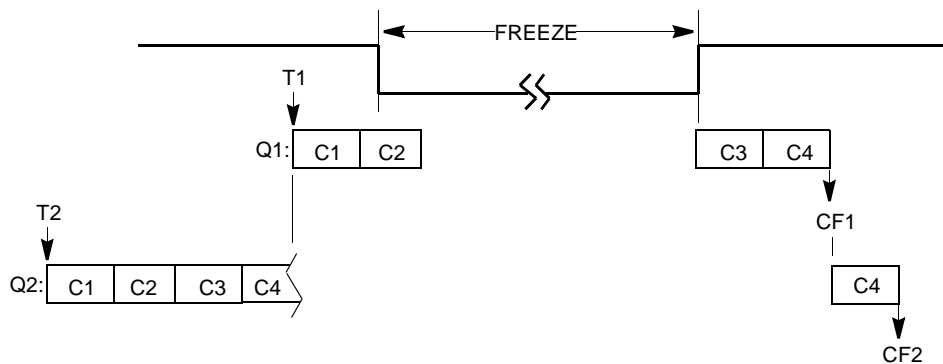 FREEZE
T1
Q1: C1 C2 C3 C4
CF1
T2
Q2: C1 C2 C3 C4 C4
CF2